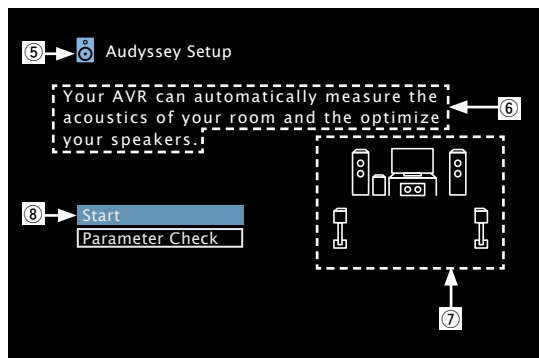 ⑤ Audyssey Setup
Your AVR can automatically measure the
acoustics of your room and the optimize
your speakers.
⑥
⑧ Start
Parameter Check
⑦